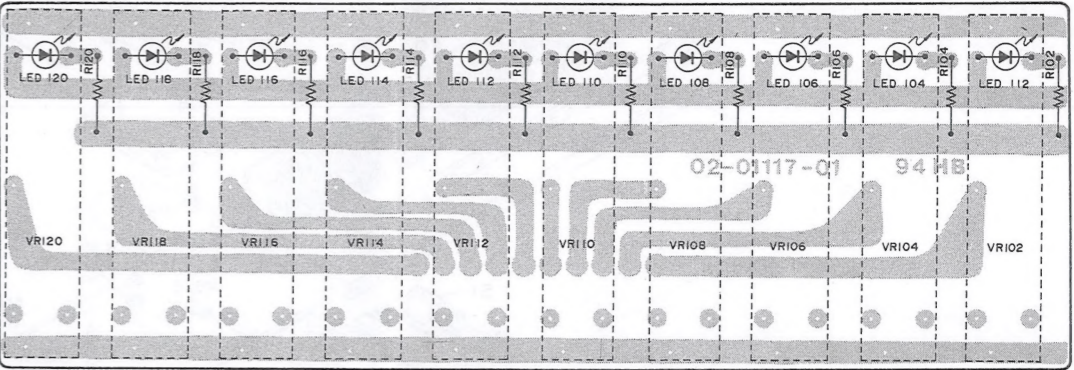 R120 R118 R116 R114 R112 R110 R108 R106 R104 R102
LED 120 LED 118 LED 116 LED 114 LED 112 LED 110 LED 108 LED 106 LED 104 LED 112
02-01117-01 94HB
VR120 VR118 VR116 VR114 VR112 VR110 VR108 VR106 VR104 VR102